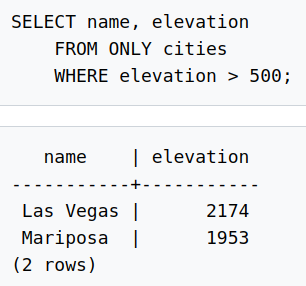 SELECT name, elevation
    FROM ONLY cities
    WHERE elevation > 500;
   name    | elevation
-----------+-----------
 Las Vegas |      2174
 Mariposa  |      1953
(2 rows)